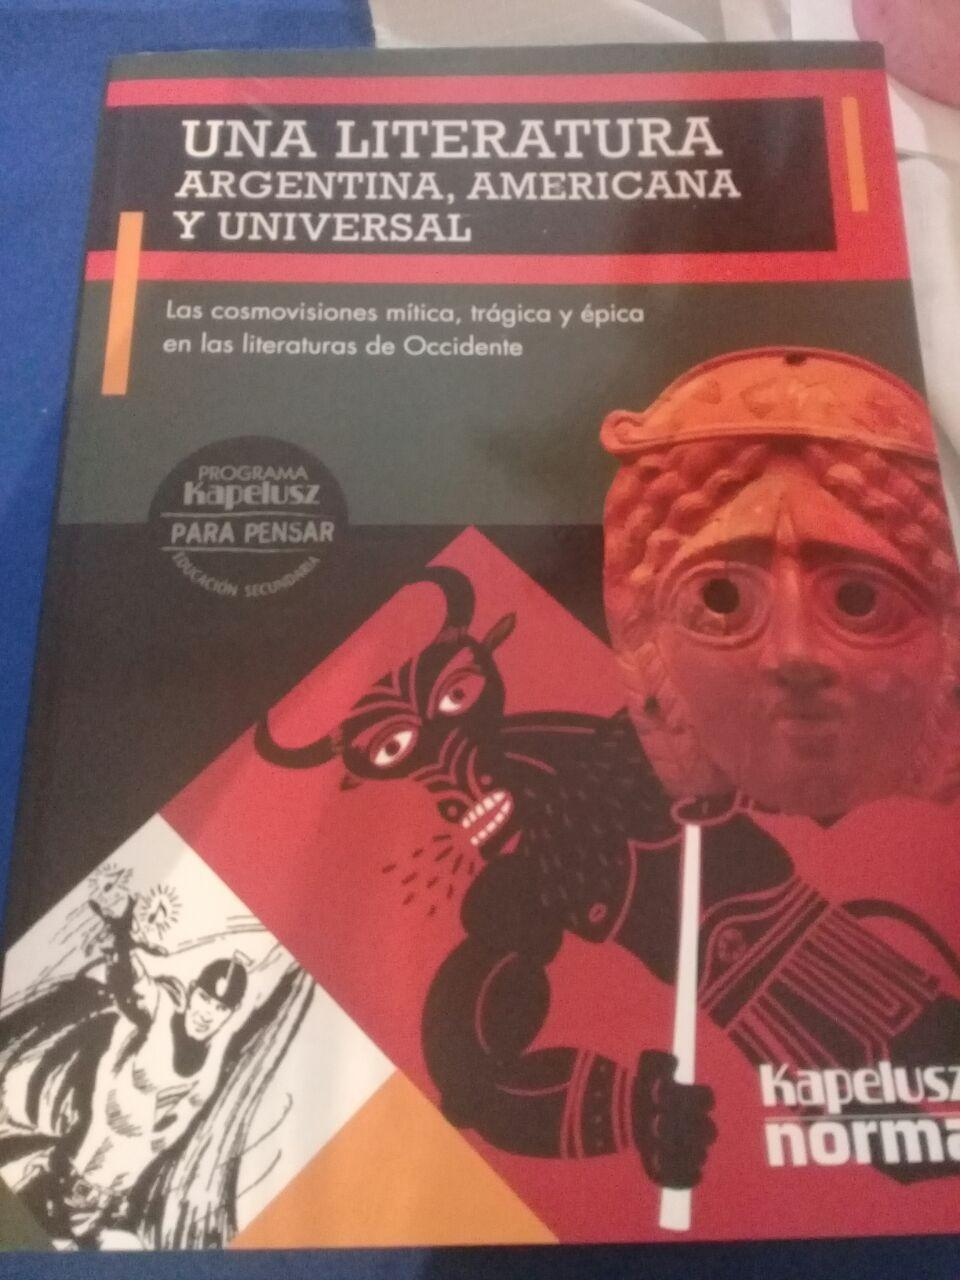 UNA LITERATURA
ARGENTINA, AMERICANA
Y UNIVERSAL
Las cosmovisiones mítica, trágica y épica
en las literaturas de Occidente
PROGRAMA
Kapelusz
PARA PENSAR
EDUCACIÓN SECUNDARIA
Kapelusz
norma